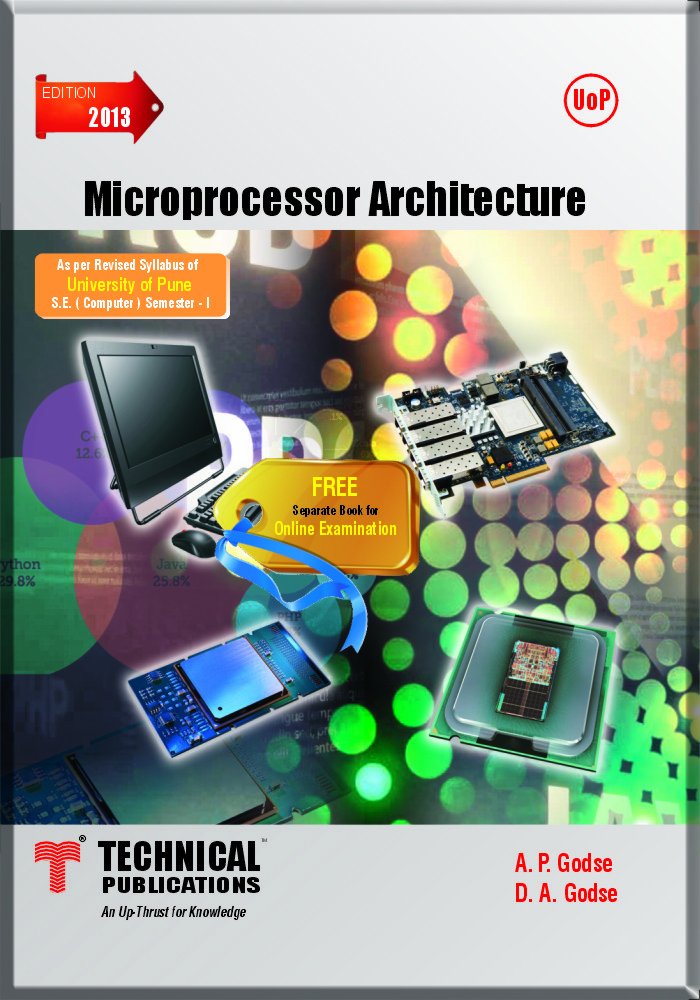 EDITION
2013
UoP
Microprocessor Architecture
As per Revised Syllabus of
University of Pune
S.E. ( Computer ) Semester - I
FREE
Separate Book for
Online Examination
C+
12.6
ython
29.8%
Java
25.8%
PHP
PHP
TECHNICAL
PUBLICATIONS
An Up-Thrust for Knowledge
A. P. Godse
D. A. Godse